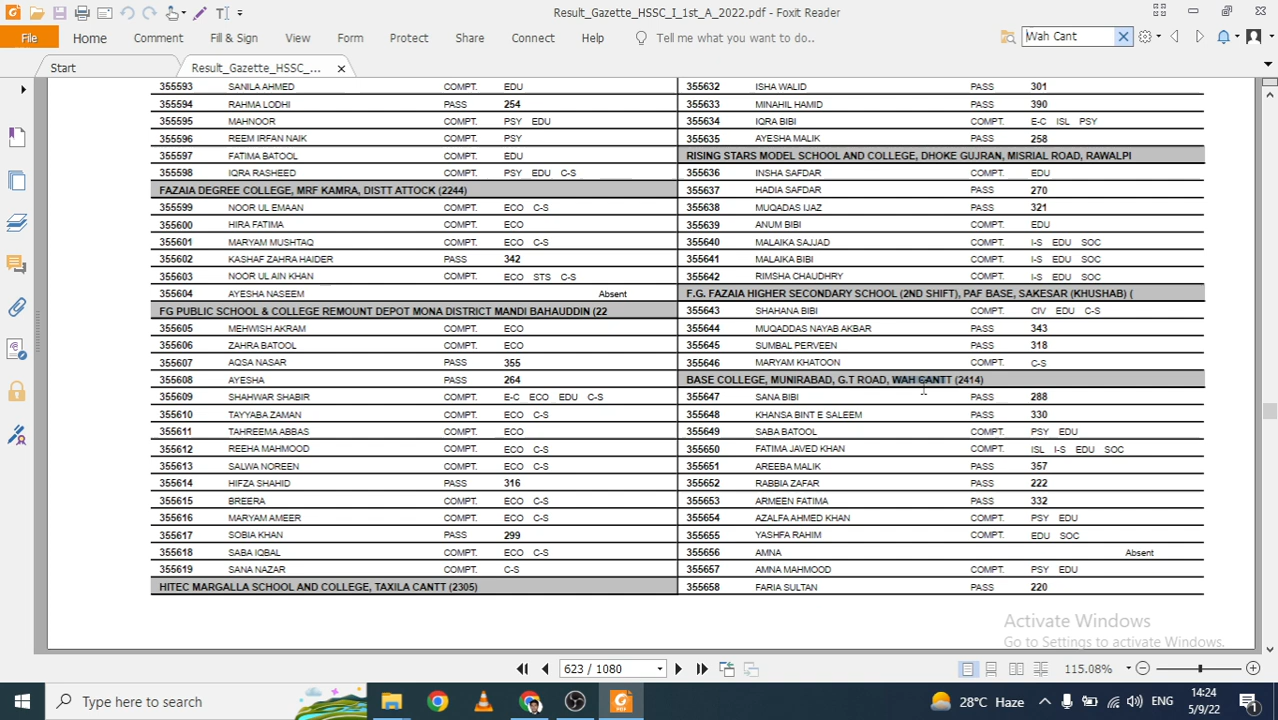 Result_Gazette_HSSC_I_1st_A_2022.pdf - Foxit Reader
File Home Comment Fill & Sign View Form Protect Share Connect Help Tell me what you want to do.. Wah Cant
Start Result_Gazette_HSSC_...
355593 SANILA AHMED COMPT. EDU
355594 RAHMA LODHI PASS 254
355595 MAHNOOR COMPT. PSY EDU
355596 REEM IRFAN NAIK COMPT. PSY
355597 FATIMA BATOOL COMPT. EDU
355598 IQRA RASHEED COMPT. PSY EDU C-S
FAZAIA DEGREE COLLEGE, MRF KAMRA, DISTT ATTOCK (2244)
355599 NOOR UL EMAAN COMPT. ECO C-S
355600 HIRA FATIMA COMPT. ECO
355601 MARYAM MUSHTAQ COMPT. ECO C-S
355602 KASHAF ZAHRA HAIDER PASS 342
355603 NOOR UL AIN KHAN COMPT. ECO STS C-S
355604 AYESHA NASEEM Absent
FG PUBLIC SCHOOL & COLLEGE REMOUNT DEPOT MONA DISTRICT MANDI BAHAUDDIN (22
355605 MEHWISH AKRAM COMPT. ECO
355606 ZAHRA BATOOL COMPT. ECO
355607 AQSA NASAR PASS 355
355608 AYESHA PASS 264
355609 SHAHWAR SHABIR COMPT. E-C ECO EDU C-S
355610 TAYYABA ZAMAN COMPT. ECO C-S
355611 TAHREEMA ABBAS COMPT. ECO
355612 REEHA MAHMOOD COMPT. ECO C-S
355613 SALWA NOREEN COMPT. ECO C-S
355614 HIFZA SHAHID PASS 316
355615 BREERA COMPT. ECO C-S
355616 MARYAM AMEER COMPT. ECO C-S
355617 SOBIA KHAN PASS 299
355618 SABA IQBAL COMPT. ECO C-S
355619 SANA NAZAR COMPT. C-S
HITEC MARGALLA SCHOOL AND COLLEGE, TAXILA CANTT (2305)
355632 ISHA WALID PASS 301
355633 MINAHIL HAMID PASS 390
355634 IQRA BIBI COMPT. E-C ISL PSY
355635 AYESHA MALIK PASS 258
RISING STARS MODEL SCHOOL AND COLLEGE, DHOKE GUJRAN, MISRIAL ROAD, RAWALPI
355636 INSHA SAFDAR COMPT. EDU
355637 HADIA SAFDAR PASS 270
355638 MUQADAS IJAZ PASS 321
355639 ANUM BIBI COMPT. EDU
355640 MALAIKA SAJJAD COMPT. I-S EDU SOC
355641 MALAIKA BIBI COMPT. I-S EDU SOC
355642 RIMSHA CHAUDHRY COMPT. I-S EDU SOC
F.G. FAZAIA HIGHER SECONDARY SCHOOL (2ND SHIFT), PAF BASE, SAKESAR (KHUSHAB) (
355643 SHAHANA BIBI COMPT. CIV EDU C-S
355644 MUQADDAS NAYAB AKBAR PASS 343
355645 SUMBAL PERVEEN PASS 318
355646 MARYAM KHATOON COMPT. C-S
BASE COLLEGE, MUNIRABAD, G.T ROAD, WAH CANTT (2414)
355647 SANA BIBI PASS 288
355648 KHANSA BINT E SALEEM PASS 330
355649 SABA BATOOL COMPT. PSY EDU
355650 FATIMA JAVED KHAN COMPT. ISL I-S EDU SOC
355651 AREEBA MALIK PASS 357
355652 RABBIA ZAFAR PASS 222
355653 ARMEEN FATIMA PASS 332
355654 AZALFA AHMED KHAN COMPT. PSY EDU
355655 YASHFA RAHIM COMPT. EDU SOC
355656 AMNA Absent
355657 AMNA MAHMOOD COMPT. PSY EDU
355658 FARIA SULTAN PASS 220
Activate Windows
Go to Settings to activate Windows.
623 / 1080 115.08%
Type here to search 28°C Haze ENG 14:24
5/9/22 1